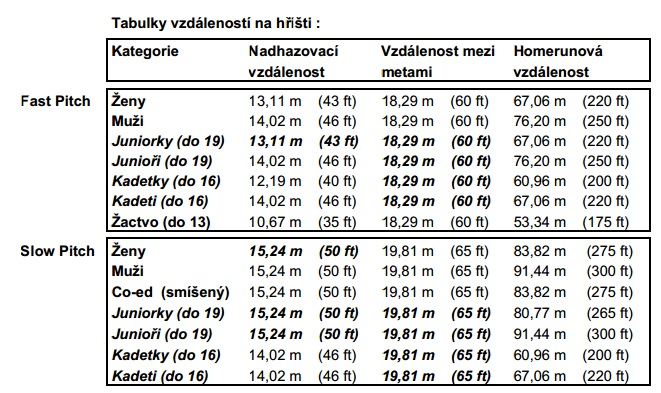 Tabulky vzdáleností na hřišti :
Kategorie Nadhazovací vzdálenost Vzdálenost mezi metami Homerunová vzdálenost
Fast Pitch Ženy 13,11 m (43 ft) 18,29 m (60 ft) 67,06 m (220 ft)
Muži 14,02 m (46 ft) 18,29 m (60 ft) 76,20 m (250 ft)
Juniorky (do 19) 13,11 m (43 ft) 18,29 m (60 ft) 67,06 m (220 ft)
Junioři (do 19) 14,02 m (46 ft) 18,29 m (60 ft) 76,20 m (250 ft)
Kadetky (do 16) 12,19 m (40 ft) 18,29 m (60 ft) 60,96 m (200 ft)
Kadeti (do 16) 14,02 m (46 ft) 18,29 m (60 ft) 67,06 m (220 ft)
Žactvo (do 13) 10,67 m (35 ft) 18,29 m (60 ft) 53,34 m (175 ft)
Slow Pitch Ženy 15,24 m (50 ft) 19,81 m (65 ft) 83,82 m (275 ft)
Muži 15,24 m (50 ft) 19,81 m (65 ft) 91,44 m (300 ft)
Co-ed (smíšený) 15,24 m (50 ft) 19,81 m (65 ft) 83,82 m (275 ft)
Juniorky (do 19) 15,24 m (50 ft) 19,81 m (65 ft) 80,77 m (265 ft)
Junioři (do 19) 15,24 m (50 ft) 19,81 m (65 ft) 91,44 m (300 ft)
Kadetky (do 16) 14,02 m (46 ft) 19,81 m (65 ft) 60,96 m (200 ft)
Kadeti (do 16) 14,02 m (46 ft) 19,81 m (65 ft) 67,06 m (220 ft)